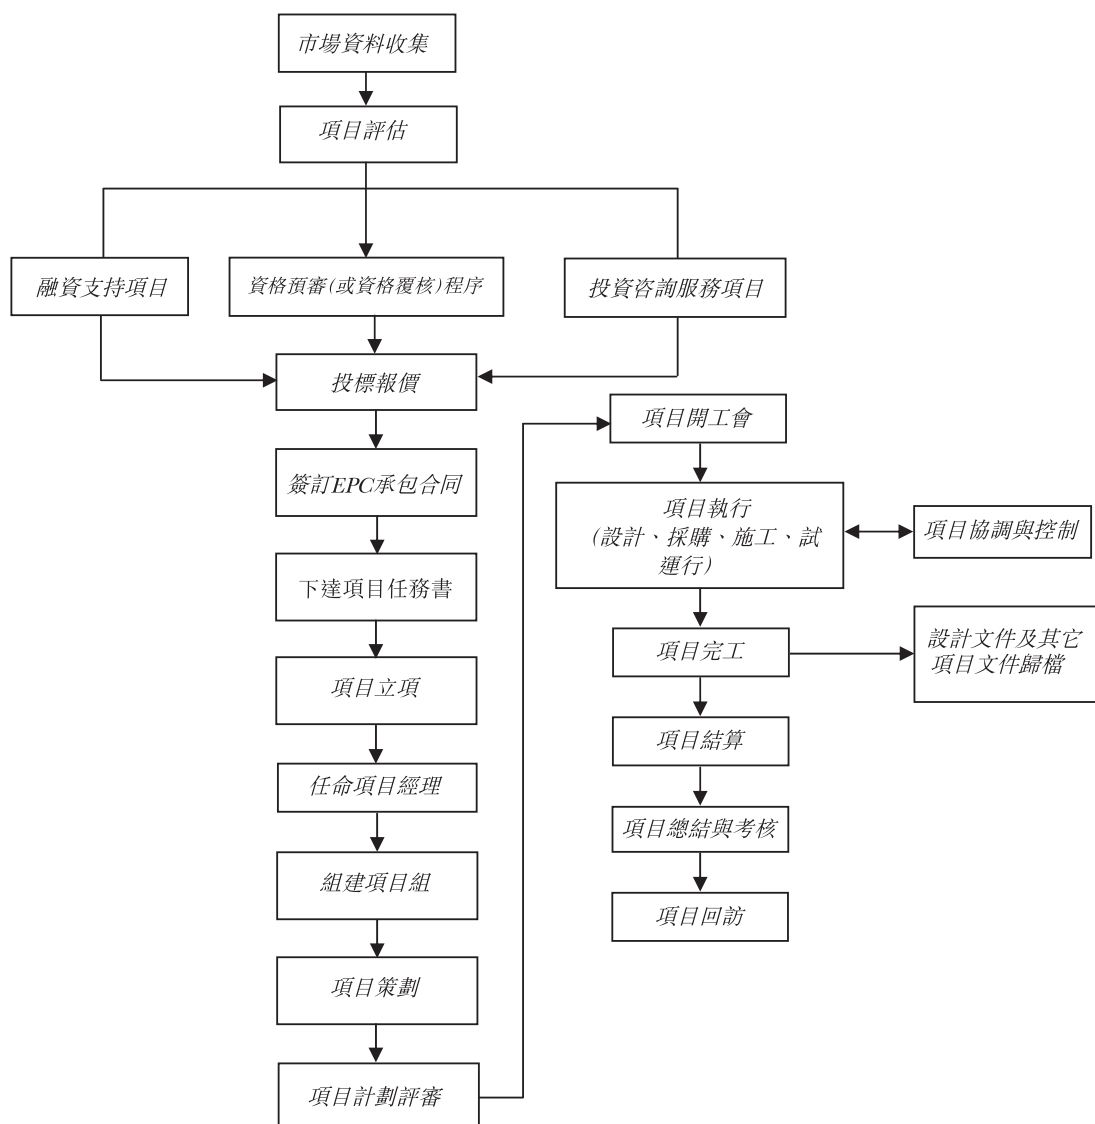 市場資料收集
項目評估
融資支持項目
資格預審(或資格覆核)程序
投資咨詢服務項目
投標報價
簽訂EPC承包合同
下達項目任務書
項目立項
任命項目經理
組建項目組
項目策劃
項目計劃評審
項目開工會
項目執行
(設計、採購、施工、試
運行)
項目協調與控制
項目完工
設計文件及其它
項目文件歸檔
項目結算
項目總結與考核
項目回訪